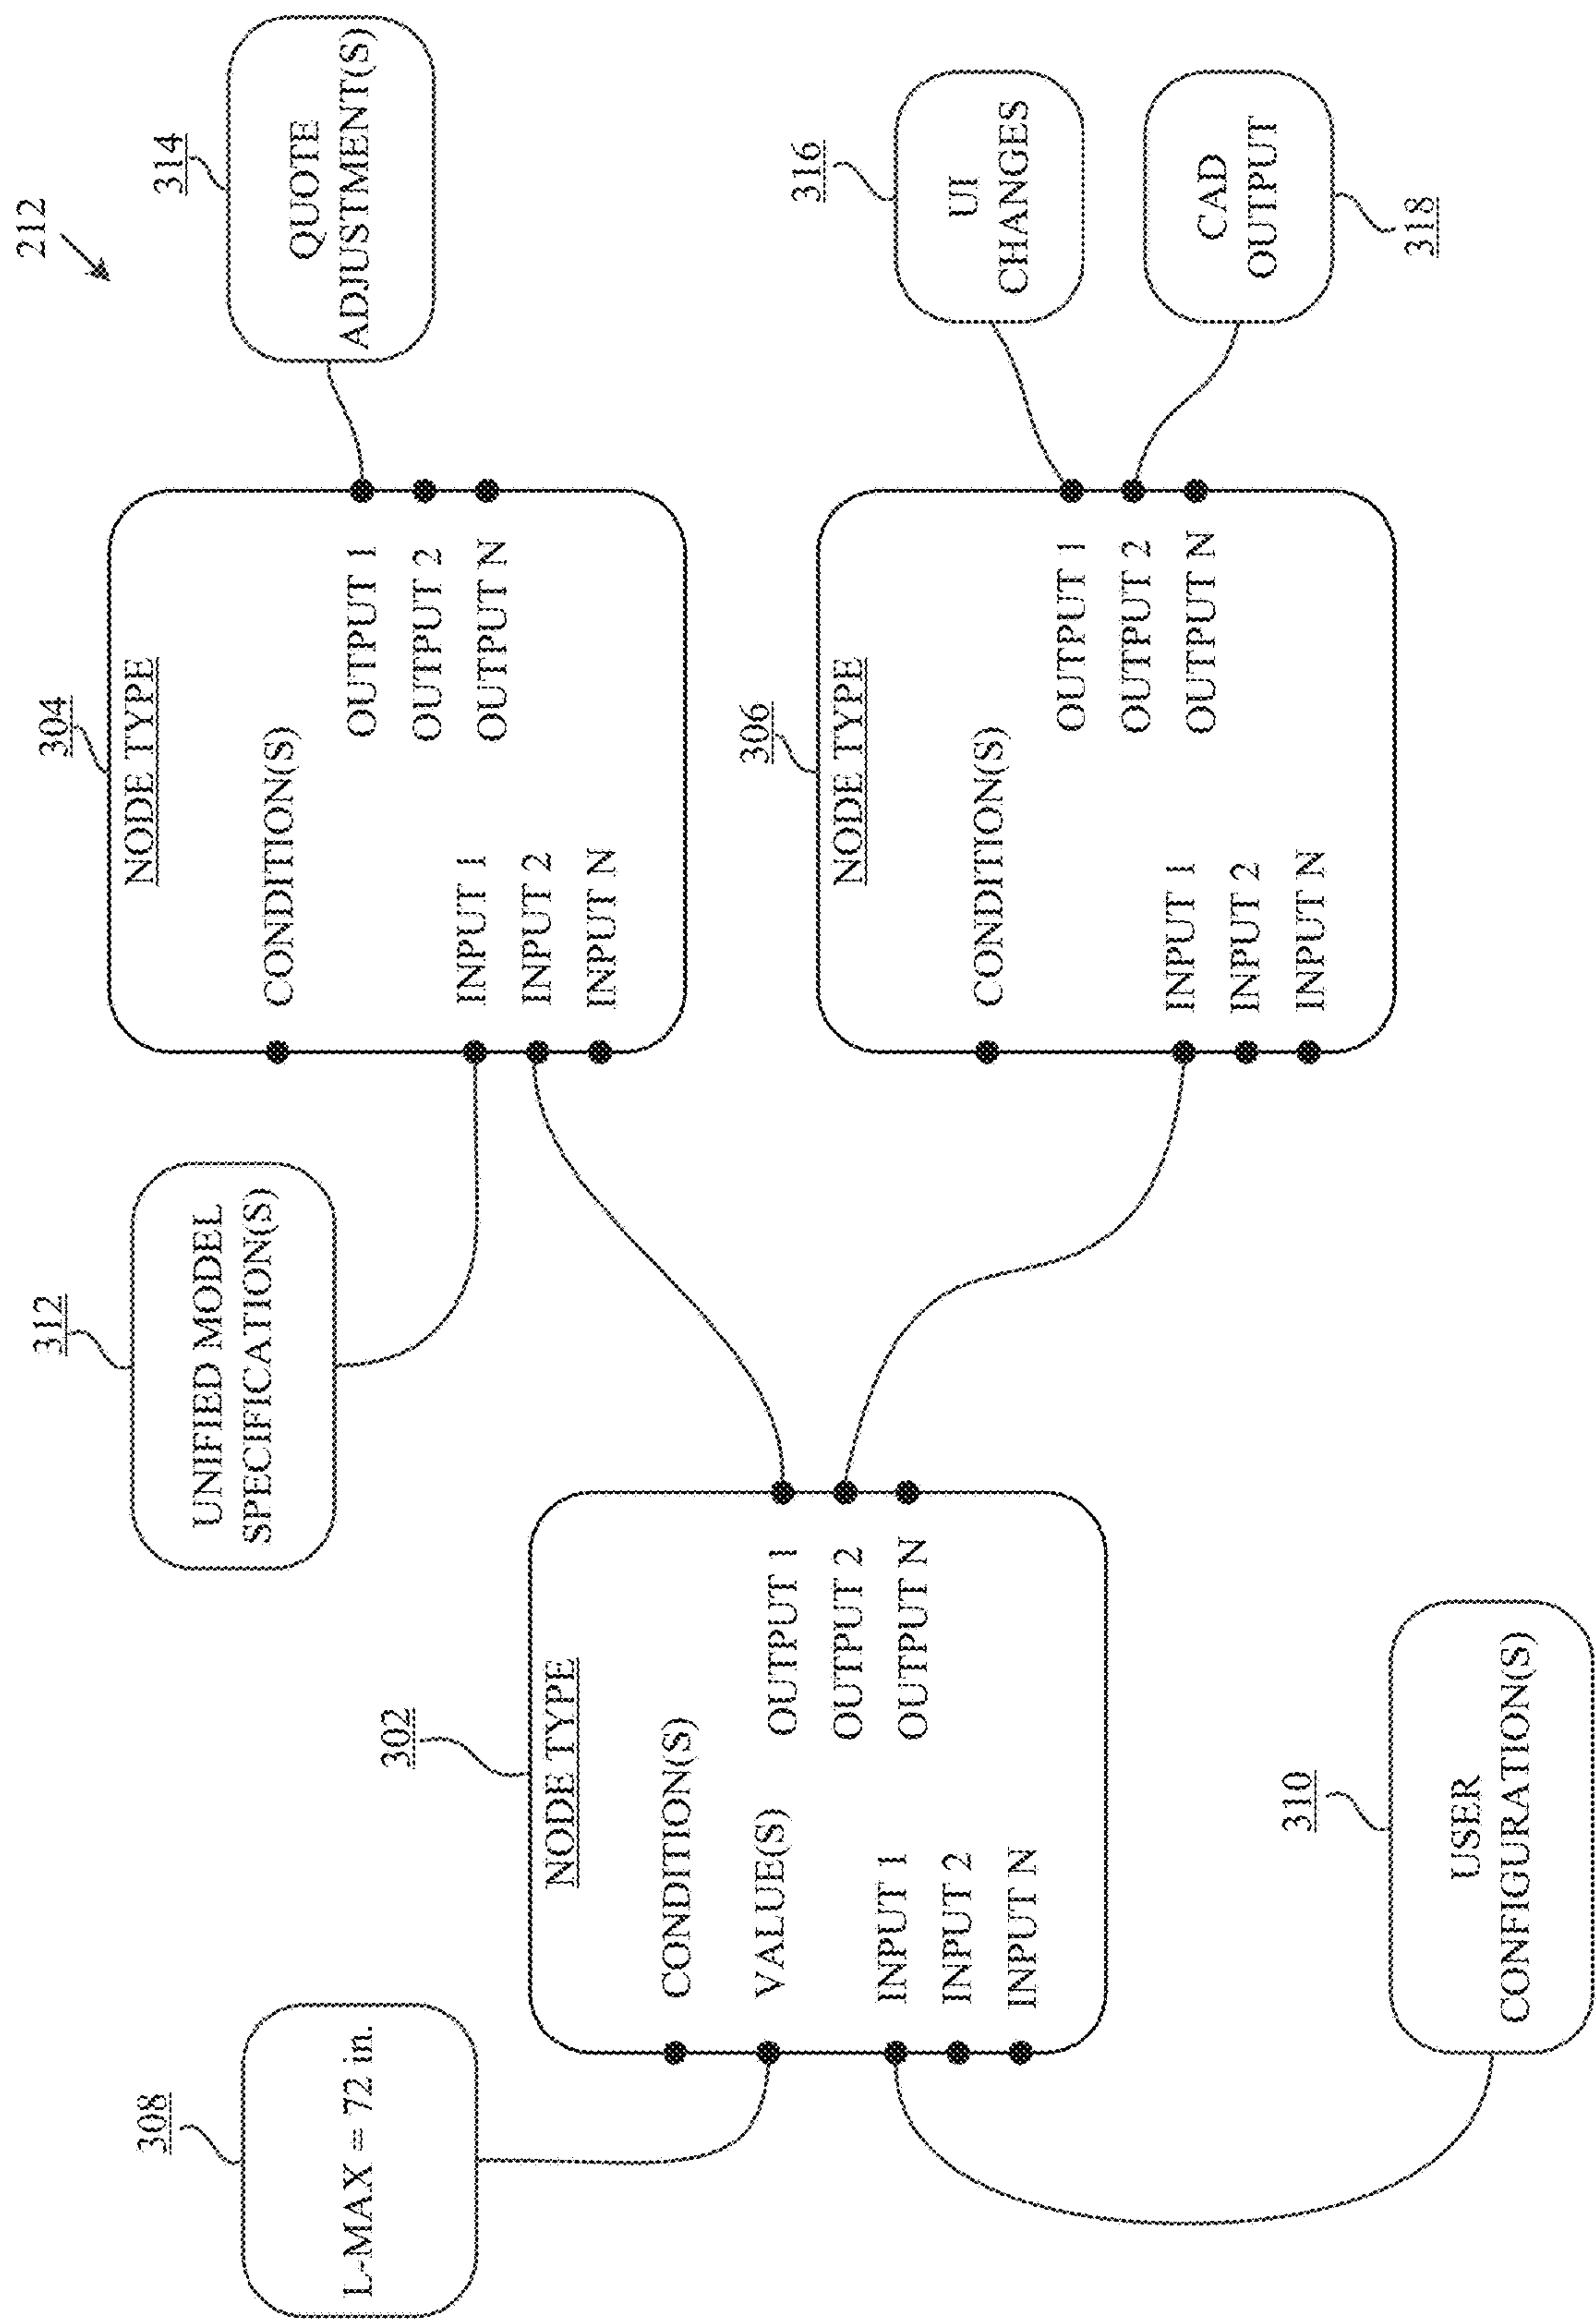 212
308
L-MAX = 72 in.
302
NODE TYPE
CONDITION(S)
VALUE(S)
INPUT 1
INPUT 2
INPUT N
OUTPUT 1
OUTPUT 2
OUTPUT N
310
USER
CONFIGURATION(S)
312
UNIFIED MODEL
SPECIFICATION(S)
304
NODE TYPE
CONDITION(S)
INPUT 1
INPUT 2
INPUT N
OUTPUT 1
OUTPUT 2
OUTPUT N
314
QUOTE
ADJUSTMENT(S)
306
NODE TYPE
CONDITION(S)
INPUT 1
INPUT 2
INPUT N
OUTPUT 1
OUTPUT 2
OUTPUT N
316
UI
CHANGES
CAD
OUTPUT
318